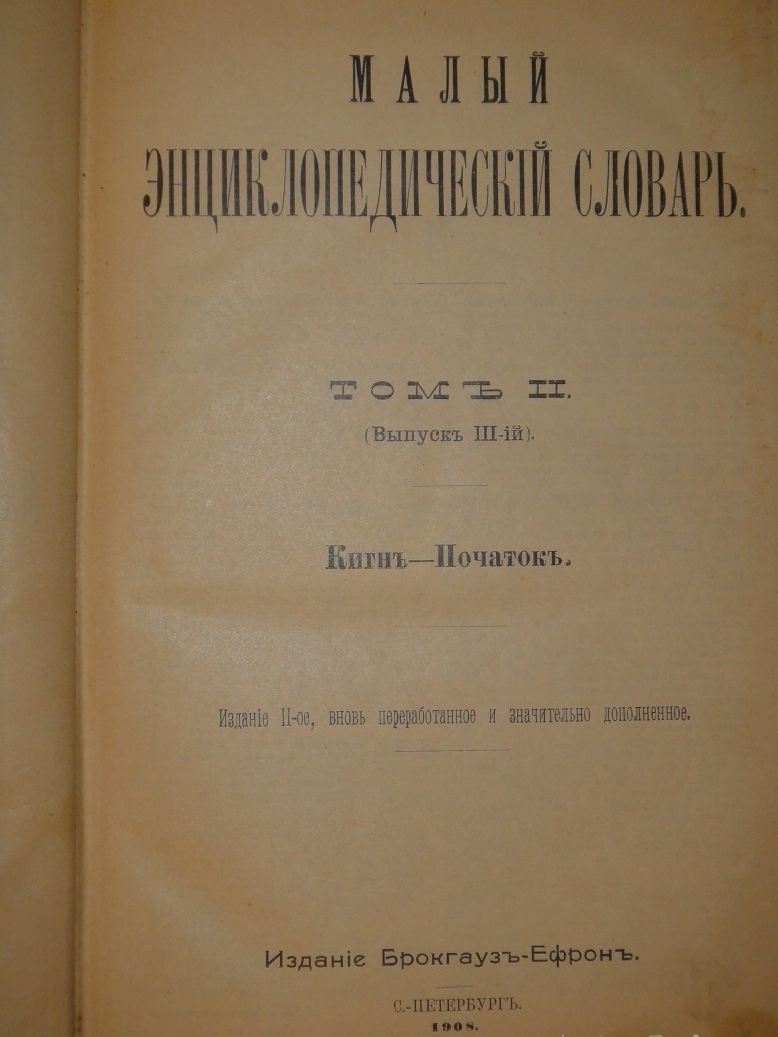 МАЛЫЙ
ЭНЦИКЛОПЕДИЧЕСКІЙ СЛОВАРЬ.
ТОМЪ II.
(Выпускъ III-ій).
Кигнъ—Початокъ.
Изданіе II-ое, вновь переработанное и значительно дополненное.
Изданіе Брокгаузъ-Ефронъ.
С.-ПЕТЕРБУРГЪ.
1908.